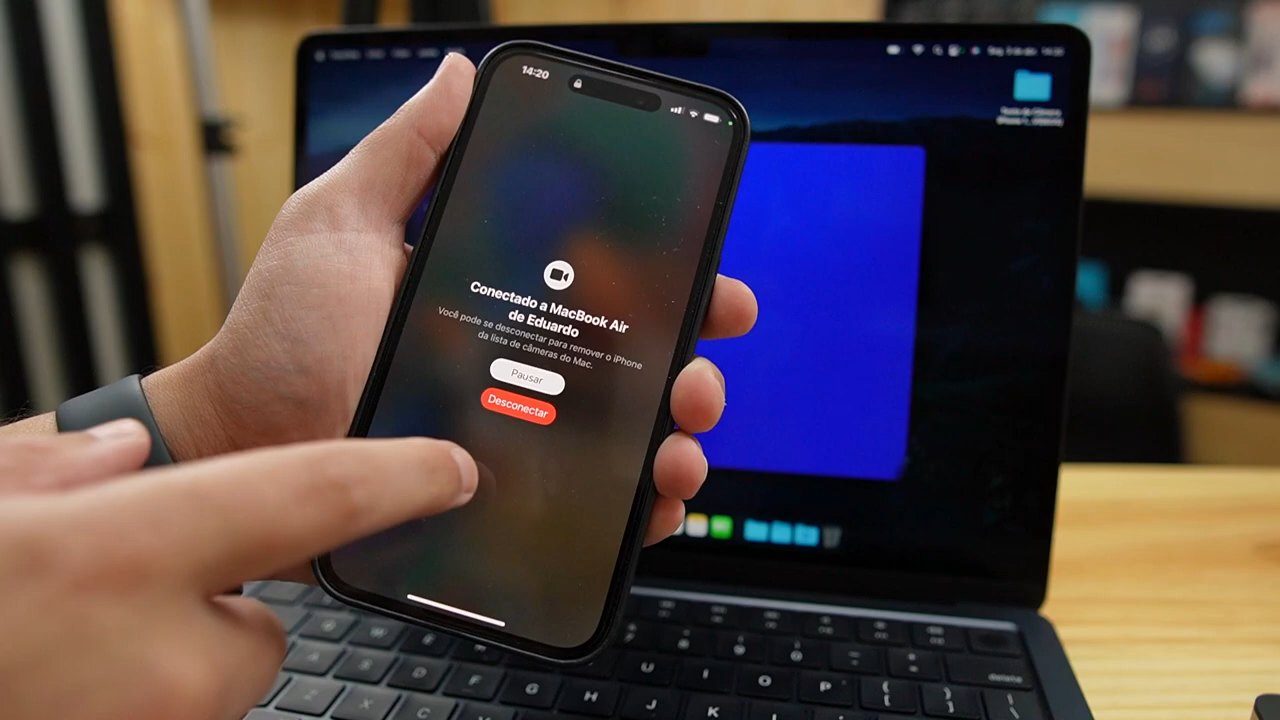 14:20
Conectado a MacBook Air
de Eduardo
Você pode se desconectar para remover o iPhone
da lista de câmeras do Mac.
Pausar
Desconectar
Q W E
A S D F G H J K L
Z X C
U I O P
delete